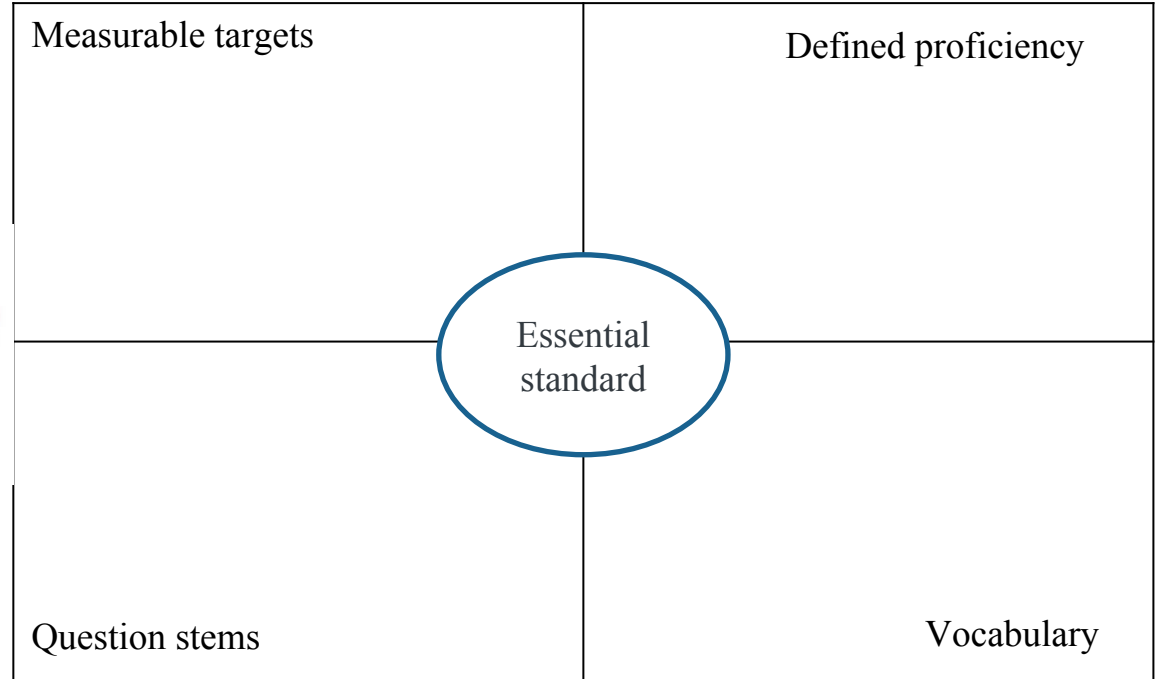 Measurable targets
Defined proficiency
Essential
standard
Question stems
Vocabulary